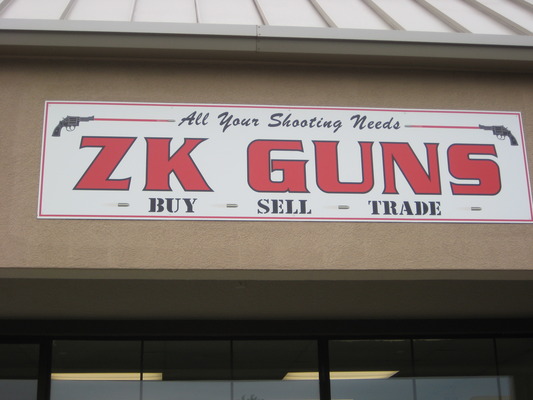 All Your Shooting Needs
ZK GUNS
BUY SELL TRADE